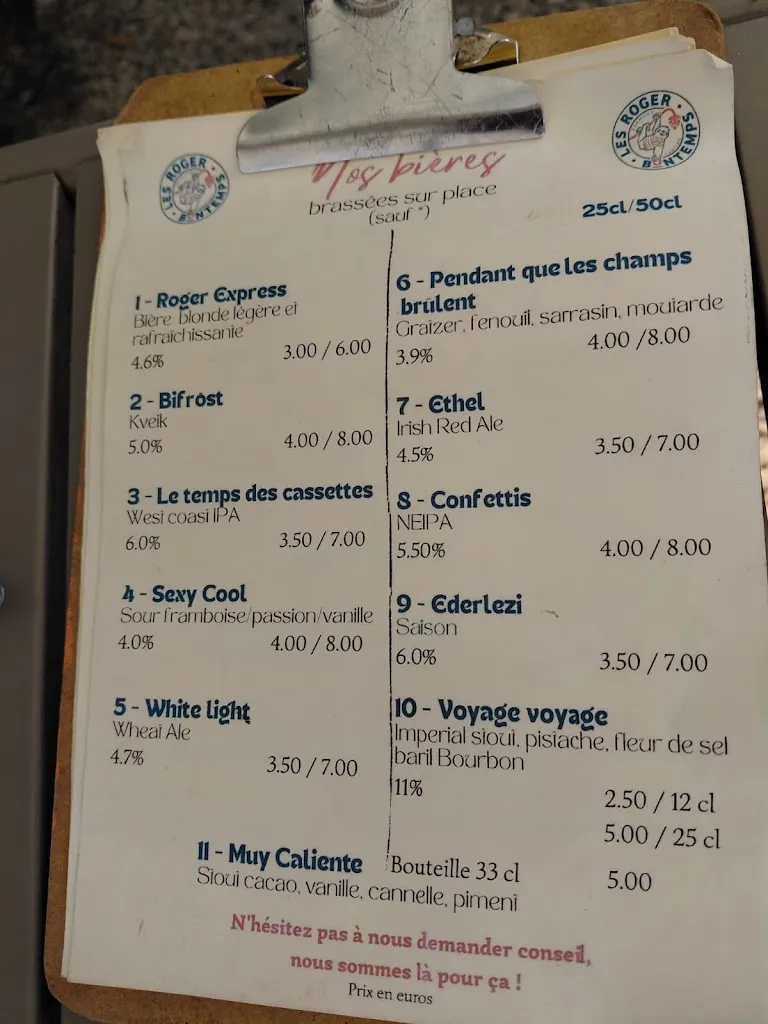 LES ROGER BONTEMPS
LES ROGER BONTEMPS
Nos bières
brassées sur place
(sauf *)
25cl/50cl
1 - Roger Express
Bière blonde légère et
rafraichissante
4.6% 3.00 / 6.00
2 - Bifröst
Kveik
5.0% 4.00 / 8.00
3 - Le temps des cassettes
West coast IPA
6.0% 3.50 / 7.00
4 - Sexy Cool
Sour framboise/passion/vanille
4.0% 4.00 / 8.00
5 - White light
Wheat Ale
4.7% 3.50 / 7.00
6 - Pendant que les champs
brûlent
Gratzer, fenouil, sarrasin, moutarde
3.9% 4.00 /8.00
7 - Ethel
Irish Red Ale
4.5% 3.50 / 7.00
8 - Confettis
NEIPA
5.50% 4.00 / 8.00
9 - Ederlezi
Saison
6.0% 3.50 / 7.00
10 - Voyage voyage
Imperial stout, pistache, fleur de sel
baril Bourbon
11%
2.50 / 12 cl
5.00 / 25 cl
11 - Muy Caliente Bouteille 33 cl 5.00
Stout cacao, vanille, cannelle, piment
N'hésitez pas à nous demander conseil,
nous sommes là pour ça !
Prix en euros